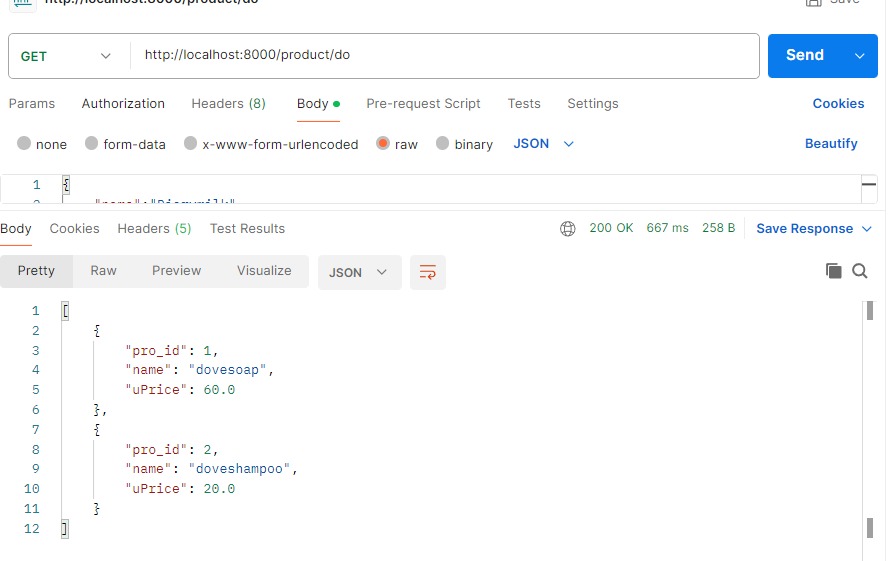 http://localhost:8000/product/do Save
GET http://localhost:8000/product/do Send
Params Authorization Headers (8) Body Pre-request Script Tests Settings Cookies
none form-data x-www-form-urlencoded raw binary JSON Beautify
1 {
Body Cookies Headers (5) Test Results 200 OK 667 ms 258 B Save Response
Pretty Raw Preview Visualize JSON
1 [
2 {
3 "pro_id": 1,
4 "name": "dovesoap",
5 "uPrice": 60.0
6 },
7 {
8 "pro_id": 2,
9 "name": "doveshampoo",
10 "uPrice": 20.0
11 }
12 ]